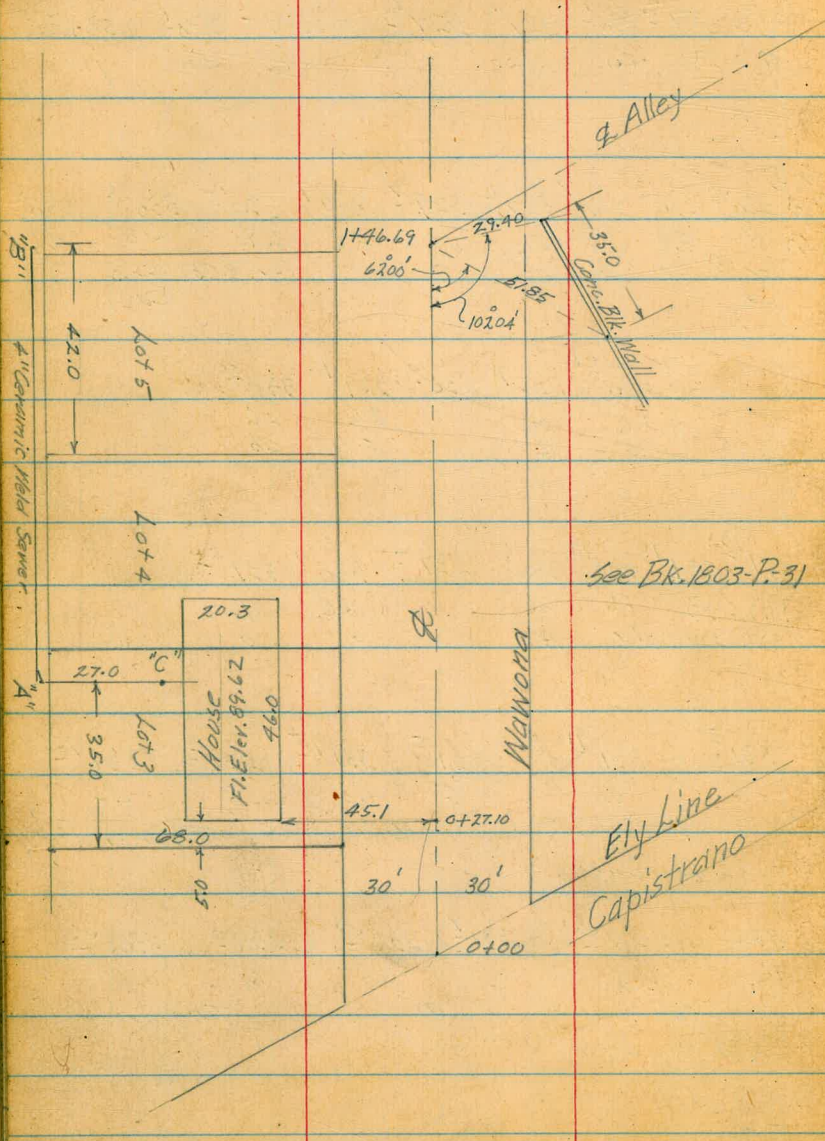 ℄ Alley
1+46.69
29.40
35.0
62°00'
51.85
Conc. Blk. Wall
102°04'
"B"
42.0
Lot 5
4" Ceramic Weld Sewer
Lot 4
See Bk. 1803-P.-31
20.3
℄
Wawona
27.0
"C"
"A"
House
Fl. Elev. 89.62
46.0
35.0
Lot 3
45.1
0+27.10
68.0
Ely Line
Capistrano
0.5
30'
30'
0+00